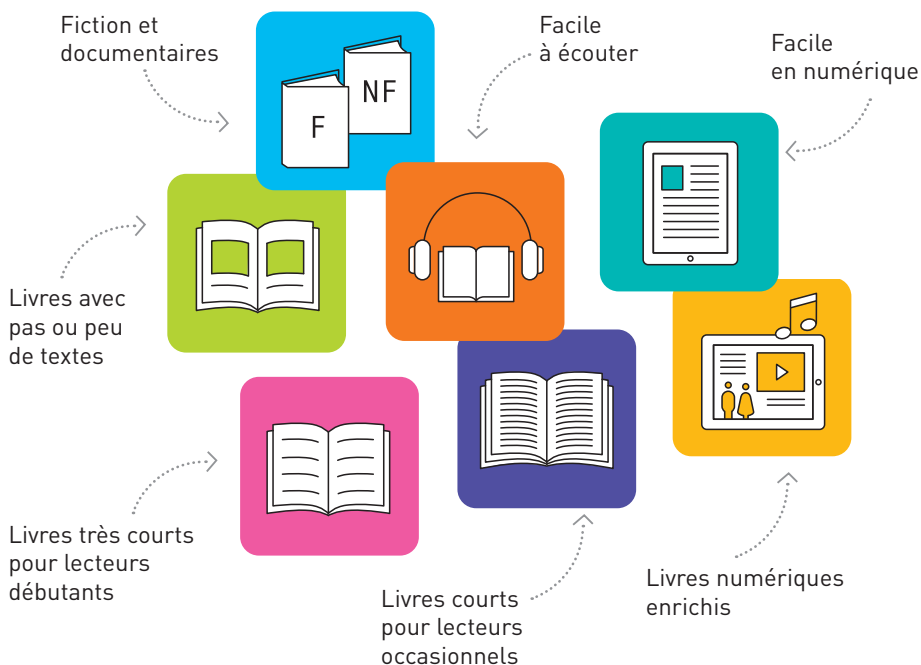 Fiction et
documentaires
F
NF
Facile
à écouter
Facile
en numérique
Livres avec
pas ou peu
de textes
Livres très courts
pour lecteurs
débutants
Livres courts
pour lecteurs
occasionnels
Livres numériques
enrichis